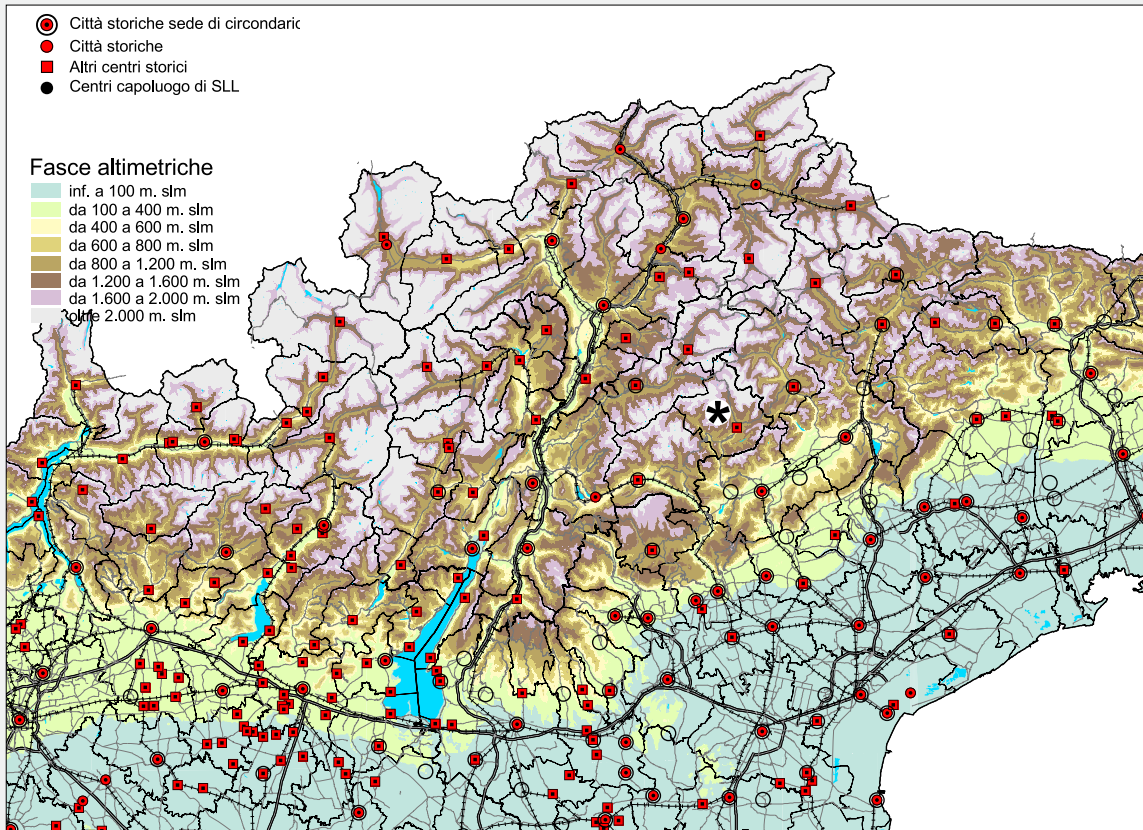 Città storiche sede di circondaric
Città storiche
Altri centri storici
Centri capoluogo di SLL
Fasce altimetriche
inf. a 100 m. slm
da 100 a 400 m. slm
da 400 a 600 m. slm
da 600 a 800 m. slm
da 800 a 1.200 m. slm
da 1.200 a 1.600 m. slm
da 1.600 a 2.000 m. slm
oltre 2.000 m. slm
*